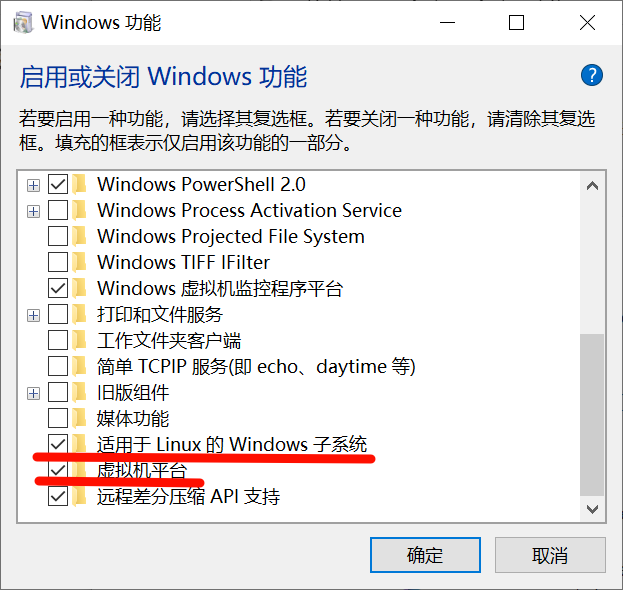 Windows 功能
启用或关闭 Windows 功能
?
若要启用一种功能，请选择其复选框。若要关闭一种功能，请清除其复选
框。填充的框表示仅启用该功能的一部分。
Windows PowerShell 2.0
Windows Process Activation Service
Windows Projected File System
Windows TIFF IFilter
Windows 虚拟机监控程序平台
打印和文件服务
工作文件夹客户端
简单 TCPIP 服务(即 echo、daytime 等)
旧版组件
媒体功能
适用于 Linux 的 Windows 子系统
虚拟机平台
远程差分压缩 API 支持
确定
取消